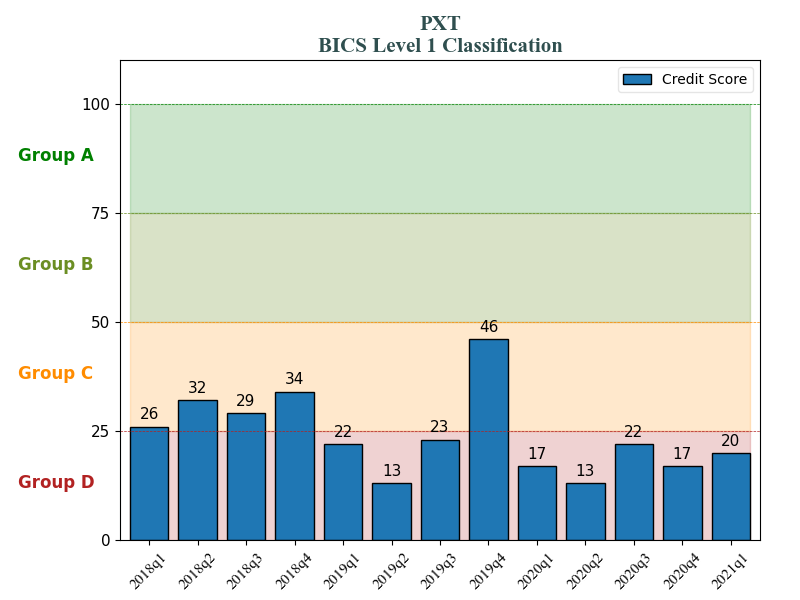 PXT
BICS Level 1 Classification
Credit Score
100
Group A
75
Group B
50
46
Group C
34
32
29
26
25
23
22
22
20
17
17
13
13
Group D
0
2018q1 2018q2 2018q3 2018q4 2019q1 2019q2 2019q3 2019q4 2020q1 2020q2 2020q3 2020q4 2021q1